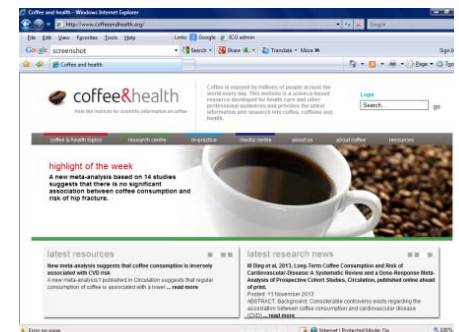 Coffee and health - Windows Internet Explorer
http://www.coffeeandhealth.org/
Google
File Edit View Favorites Tools Help
Links Google ICO admin
Google screenshot
Search Share Translate More »
Sign In
Coffee and health
Page
coffee&health
from the institute for scientific information on coffee
Coffee is enjoyed by millions of people around the
world every day. This website is a science-based
resource developed for health care and other
professional audiences and provides the latest
information and research into coffee, caffeine and
health.
Login
Search... go
coffee & health topics research centre in-practice media centre about us about coffee resources
highlight of the week
A new meta-analysis based on 14 studies
suggests that there is no significant
association between coffee consumption and
risk of hip fracture.
latest resources
New meta-analysis suggests that coffee consumption is inversely
associated with CVD risk
A new meta-analysis1 published in Circulation suggests that regular
consumption of coffee is associated with a lower ... read more
latest research news
M Ding et al, 2013, Long-Term Coffee Consumption and Risk of
Cardiovascular Disease: A Systematic Review and a Dose-Response Meta-
Analysis of Prospective Cohort Studies, Circulation, published online ahead
of print.
Posted: 11 November 2013
ABSTRACT: Background: Considerable controversy exists regarding the
association between coffee consumption and cardiovascular disease
(CVD) ... read more
Error on page.
Internet | Protected Mode: On
100%